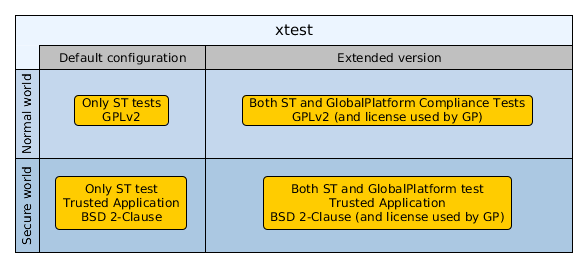 xtest
Default configuration
Extended version
Normal world
Only ST tests
GPLv2
Both ST and GlobalPlatform Compliance Tests
GPLv2 (and license used by GP)
Secure world
Only ST test
Trusted Application
BSD 2-Clause
Both ST and GlobalPlatform test
Trusted Application
BSD 2-Clause (and license used by GP)